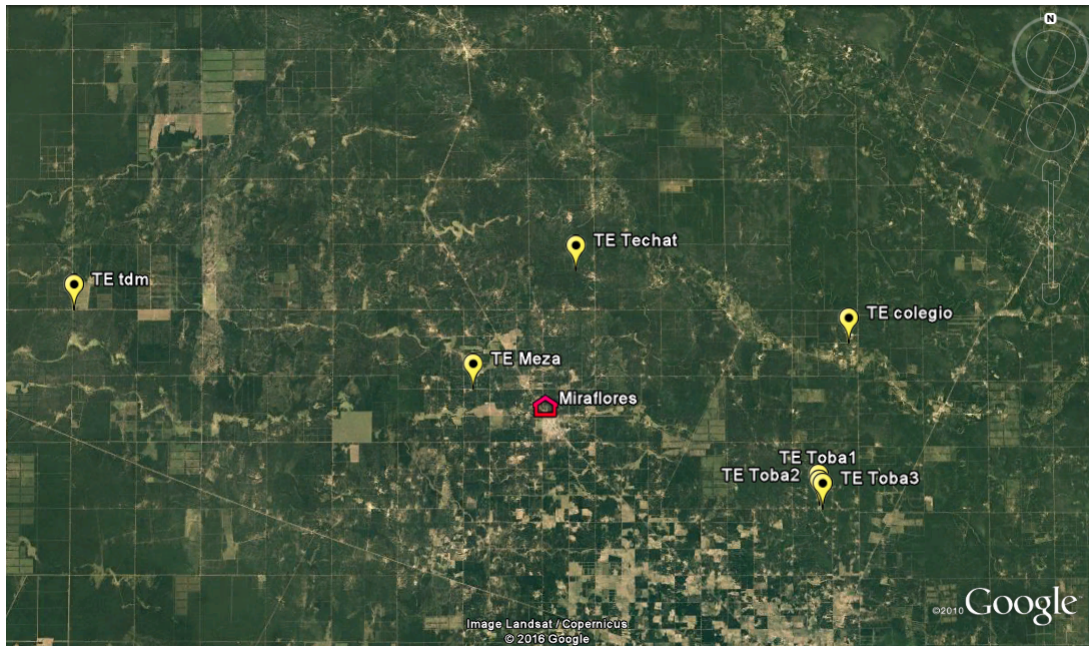 N
TE Techat
TE tdm
TE colegio
TE Meza
Miraflores
TE Toba1
TE Toba2
TE Toba3
©2010 Google
Image Landsat / Copernicus
© 2016 Google